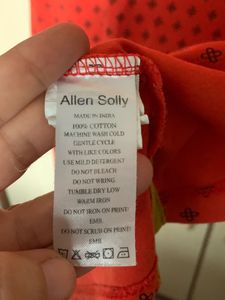 Allen Solly
MADE IN INDIA
100% COTTON
MACHINE WASH COLD
GENTLE CYCLE
WITH LIKE COLORS
USE MILD DETERGENT
DO NOT BLEACH
DO NOT WRING
TUMBLE DRY LOW
WARM IRON
DO NOT IRON ON PRINT/
EMB.
DO NOT SCRUB ON PRINT/
EMB.